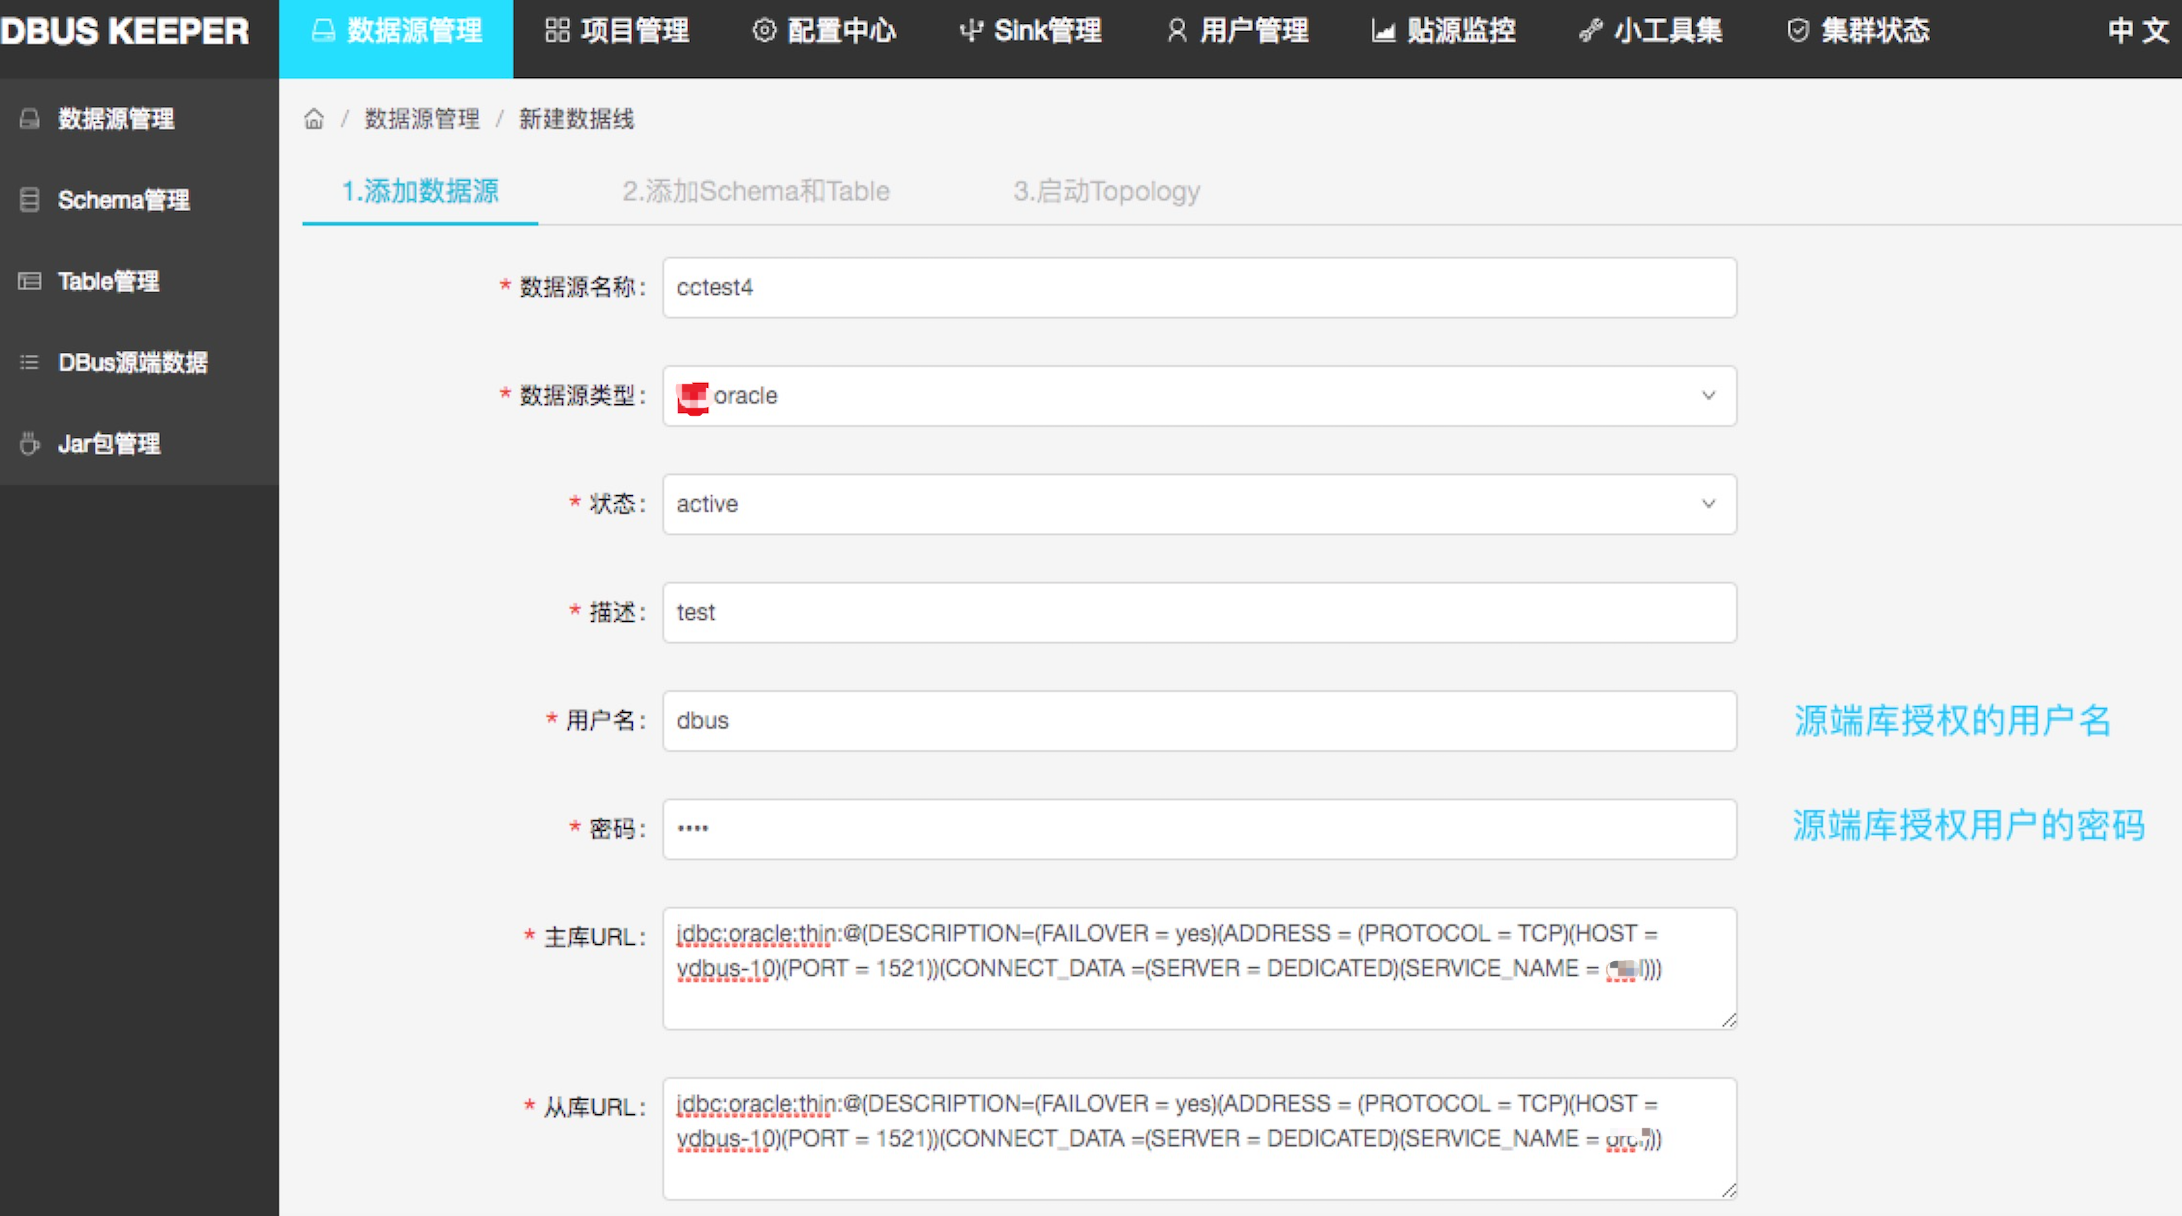 DBUS KEEPER
数据源管理
项目管理
配置中心
Sink管理
用户管理
贴源监控
小工具集
集群状态
中 文
数据源管理
Schema管理
Table管理
DBus源端数据
Jar包管理
/ 数据源管理 / 新建数据线
1.添加数据源
2.添加Schema和Table
3.启动Topology
* 数据源名称: cctest4
* 数据源类型: oracle
* 状态: active
* 描述: test
* 用户名: dbus
源端库授权的用户名
* 密码: ••••
源端库授权用户的密码
* 主库URL: jdbc:oracle:thin:@(DESCRIPTION=(FAILOVER = yes)(ADDRESS = (PROTOCOL = TCP)(HOST =
vdbus-10)(PORT = 1521))(CONNECT_DATA =(SERVER = DEDICATED)(SERVICE_NAME = )))
* 从库URL: jdbc:oracle:thin:@(DESCRIPTION=(FAILOVER = yes)(ADDRESS = (PROTOCOL = TCP)(HOST =
vdbus-10)(PORT = 1521))(CONNECT_DATA =(SERVER = DEDICATED)(SERVICE_NAME = )))